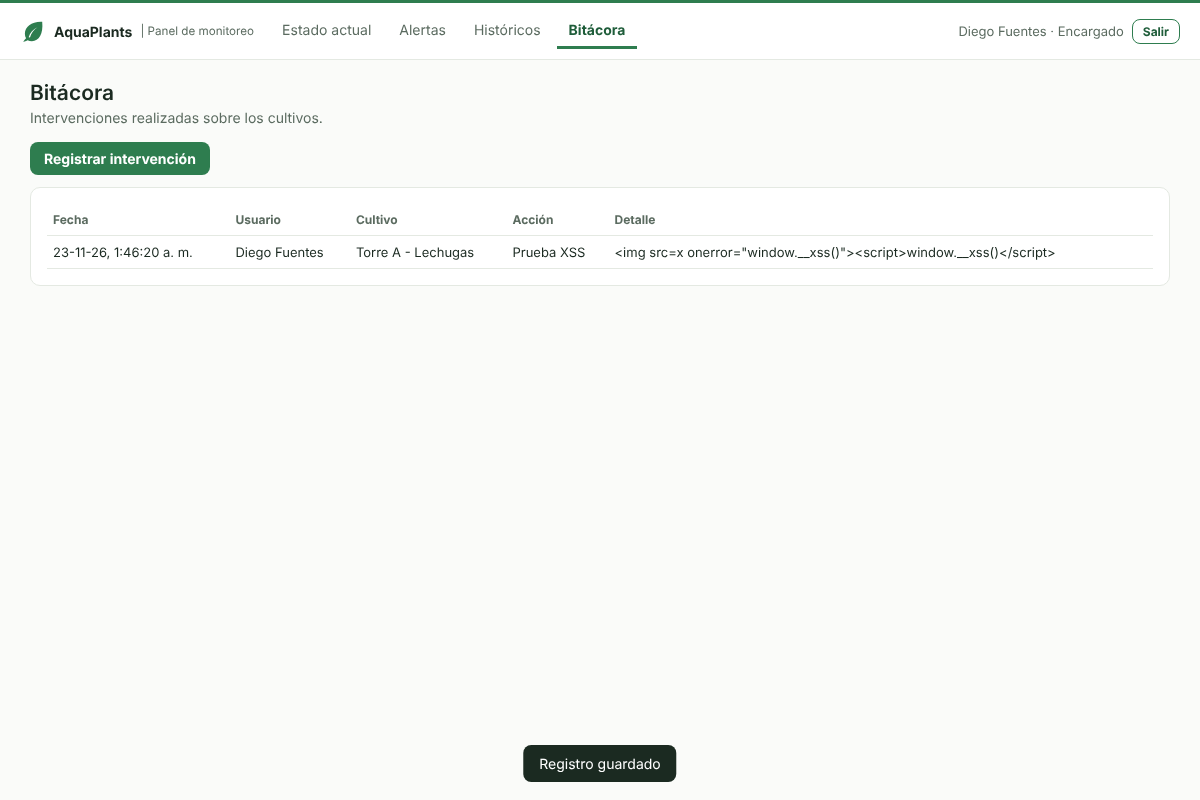 AquaPlants | Panel de monitoreo Estado actual Alertas Históricos Bitácora Diego Fuentes · Encargado Salir
Bitácora
Intervenciones realizadas sobre los cultivos.
Registrar intervención
Fecha Usuario Cultivo Acción Detalle
23-11-26, 1:46:20 a. m. Diego Fuentes Torre A - Lechugas Prueba XSS <img src=x onerror="window.__xss()"><script>window.__xss()</script>
Registro guardado